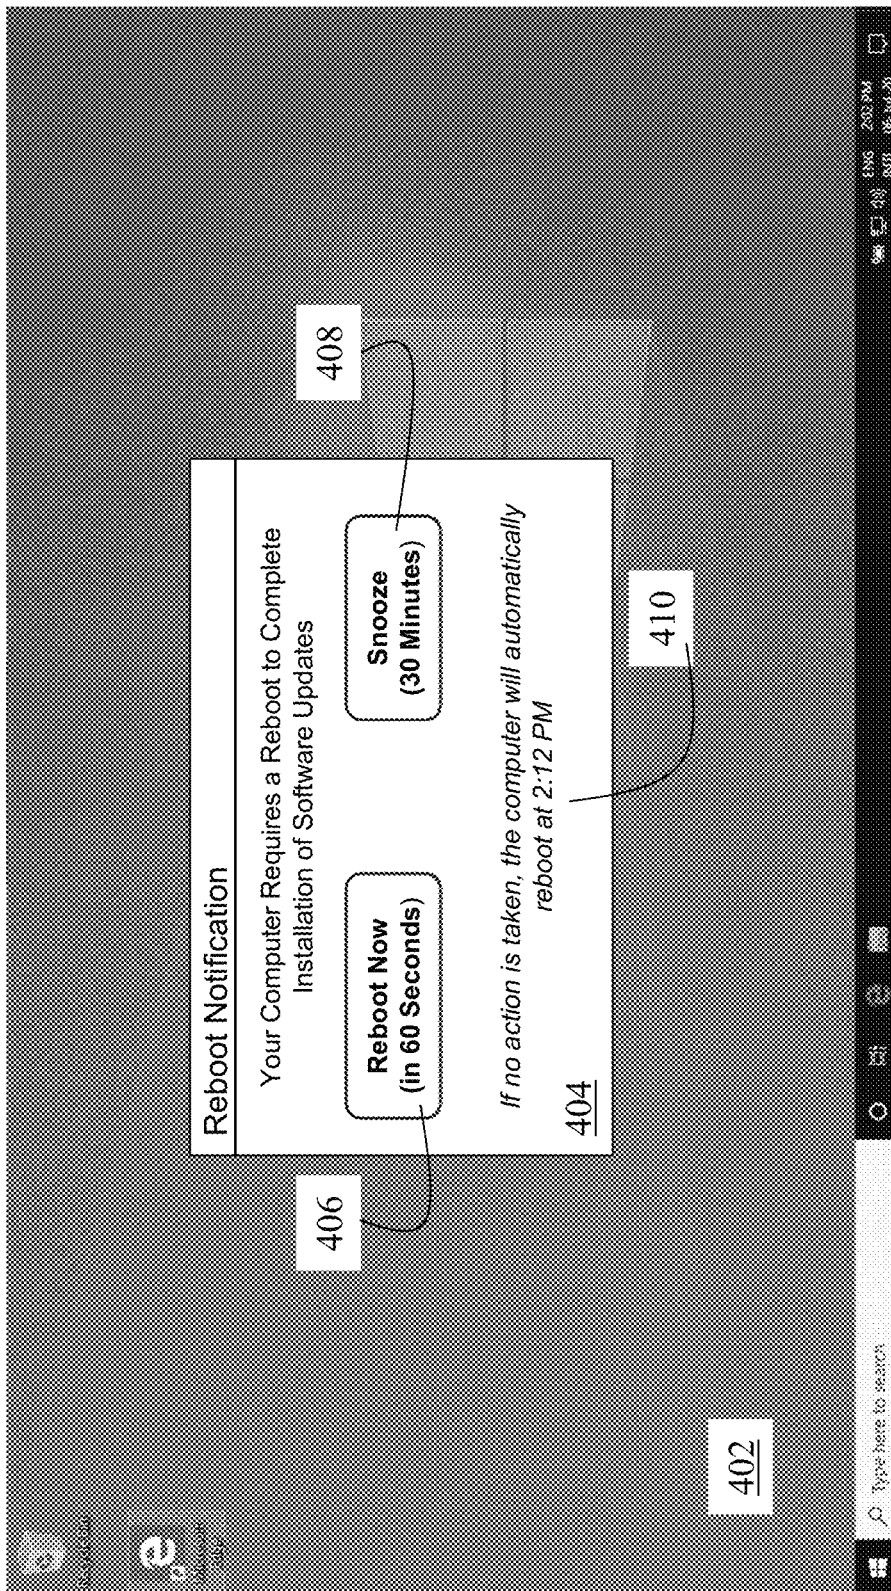 408
Reboot Notification
Your Computer Requires a Reboot to Complete
Installation of Software Updates
Reboot Now
(in 60 Seconds)
Snooze
(30 Minutes)
If no action is taken, the computer will automatically
reboot at 2:12 PM
404
406
410
402
Type here to search
ENG
PM